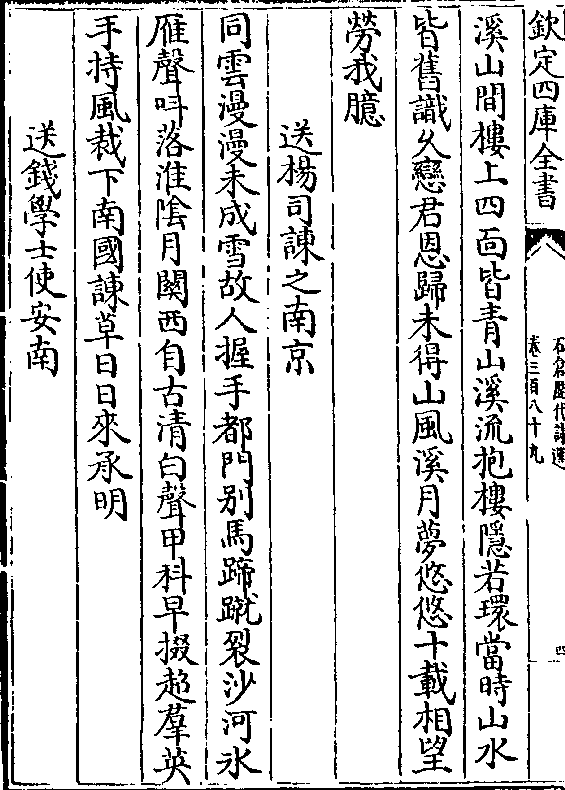 欽定四庫全書
石倉歴代詩選
卷三百八十九
四
溪山間樓上四面皆青山溪流抱樓隱若環當時山水
皆舊識乆戀君恩歸未得山風溪月夢悠悠十載相望
勞我臆
送楊司諫之南京
同雲漫漫未成雪故人握手都門别馬蹄蹴裂沙河氷
雁聲呌落淮隂月闗西自古清白聲甲科早掇超羣英
手持風裁下南國諫草日日來承明
送錢學士使安南